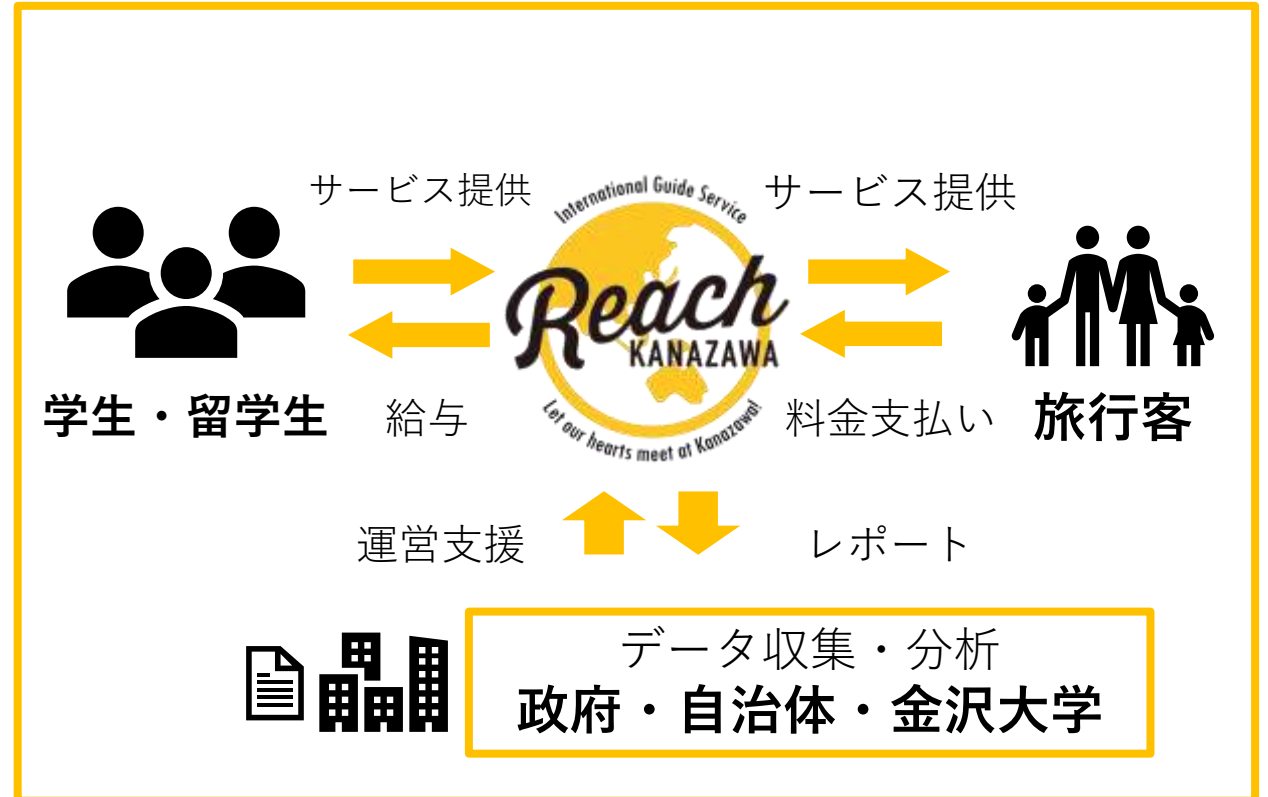 サービス提供
International Guide Service
サービス提供
Reach
KANAZAWA
学生・留学生
給与
Let our hearts meet at Kanazawa!
料金支払い
旅行客
運営支援
レポート
データ収集・分析
政府・自治体・金沢大学